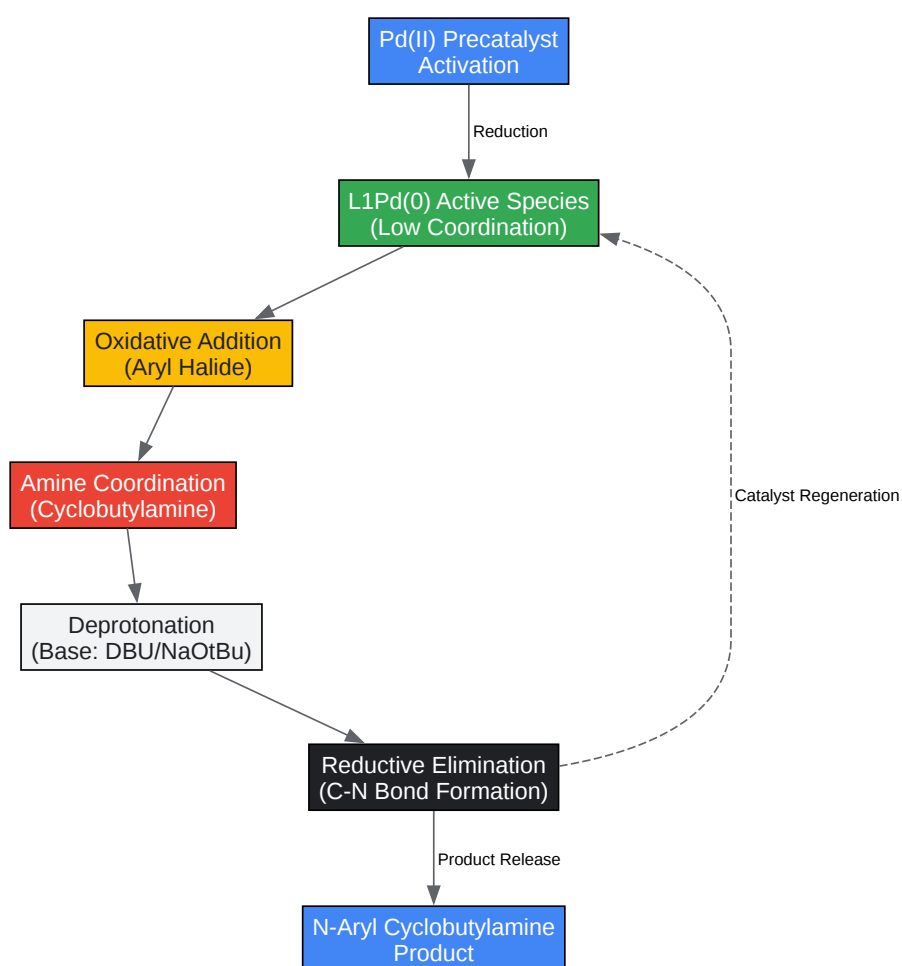 Pd(II) Precatalyst
Activation
Reduction
L1Pd(0) Active Species
(Low Coordination)
Oxidative Addition
(Aryl Halide)
Amine Coordination
(Cyclobutylamine)
Catalyst Regeneration
Deprotonation
(Base: DBU/NaOtBu)
Reductive Elimination
(C-N Bond Formation)
Product Release
N-Aryl Cyclobutylamine
Product